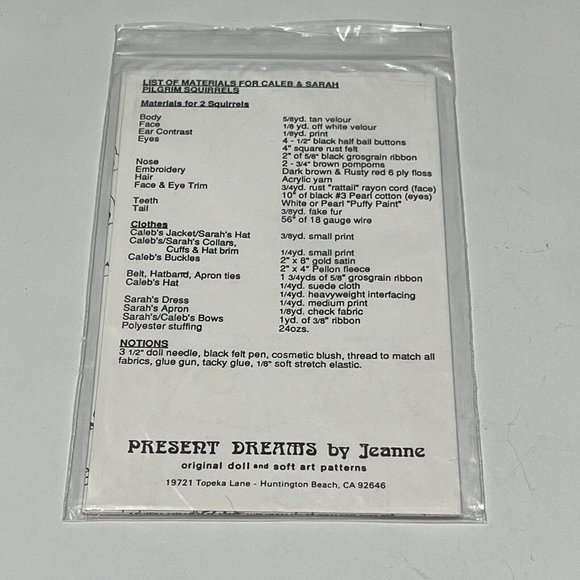 LIST OF MATERIALS FOR CALEB & SARAH
PILGRIM SQUIRRELS
Materials for 2 Squirrels
Body 5/8yd. tan velour
Face 1/8 yd. off white velour
Ear Contrast 1/8yd. print
Eyes 4 - 1/2" black half ball buttons
4" square rust felt
2" of 5/8" black grosgrain ribbon
Nose 2 - 3/4" brown pompoms
Embroidery Dark brown & Rusty red 6 ply floss
Hair Acrylic yarn
Face & Eye Trim 3/4yd. rust "rattail" rayon cord (face)
10" of black #3 Pearl cotton (eyes)
Teeth White or Pearl "Puffy Paint"
Tail 3/8yd. fake fur
56" of 18 gauge wire
Clothes
Caleb's Jacket/Sarah's Hat 3/8yd. small print
Caleb's/Sarah's Collars,
Cuffs & Hat brim 1/4yd. small print
Caleb's Buckles 2" x 8" gold satin
2" x 4" Pellon fleece
Belt, Hatband, Apron ties 1 3/4yds of 5/8" grosgrain ribbon
Caleb's Hat 1/4yd. suede cloth
1/4yd. heavyweight interfacing
Sarah's Dress 1/4yd. medium print
Sarah's Apron 1/8yd. check fabric
Sarah's/Caleb's Bows 1yd. of 3/8" ribbon
Polyester stuffing 24ozs.
NOTIONS
3 1/2" doll needle, black felt pen, cosmetic blush, thread to match all
fabrics, glue gun, tacky glue, 1/8" soft stretch elastic.
PRESENT DREAMS by Jeanne
original doll and soft art patterns
19721 Topeka Lane - Huntington Beach, CA 92646